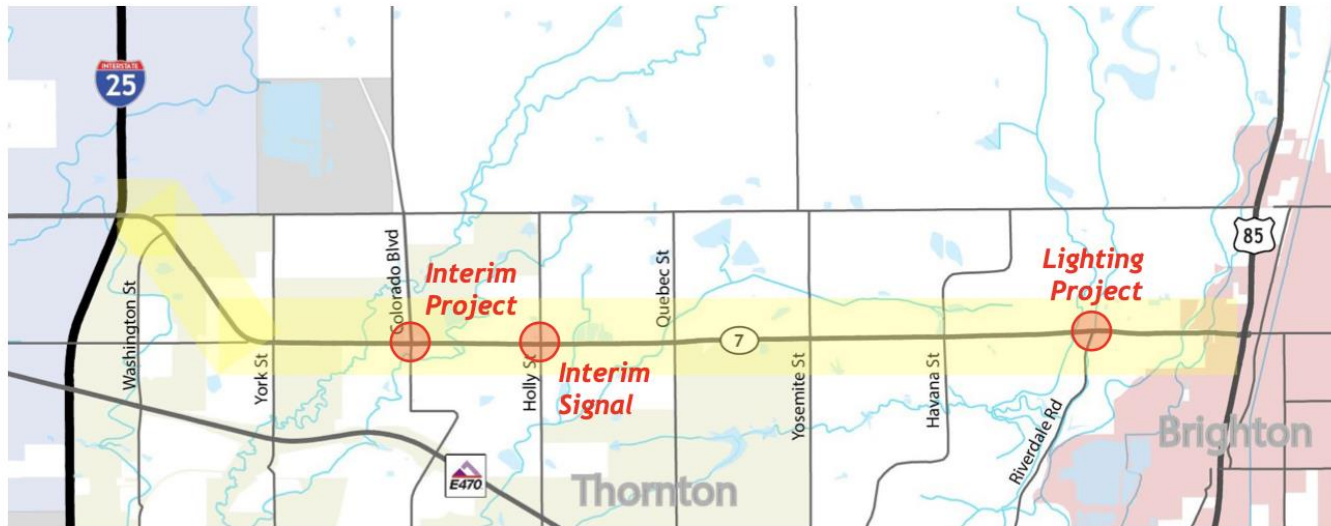 INTERSTATE
25
Washington St
York St
Colorado Blvd
Interim
Project
Holly St
Interim
Signal
Quebec St
7
Yosemite St
Havana St
Lighting
Project
Riverdale Rd
85
Brighton
E470
Thornton